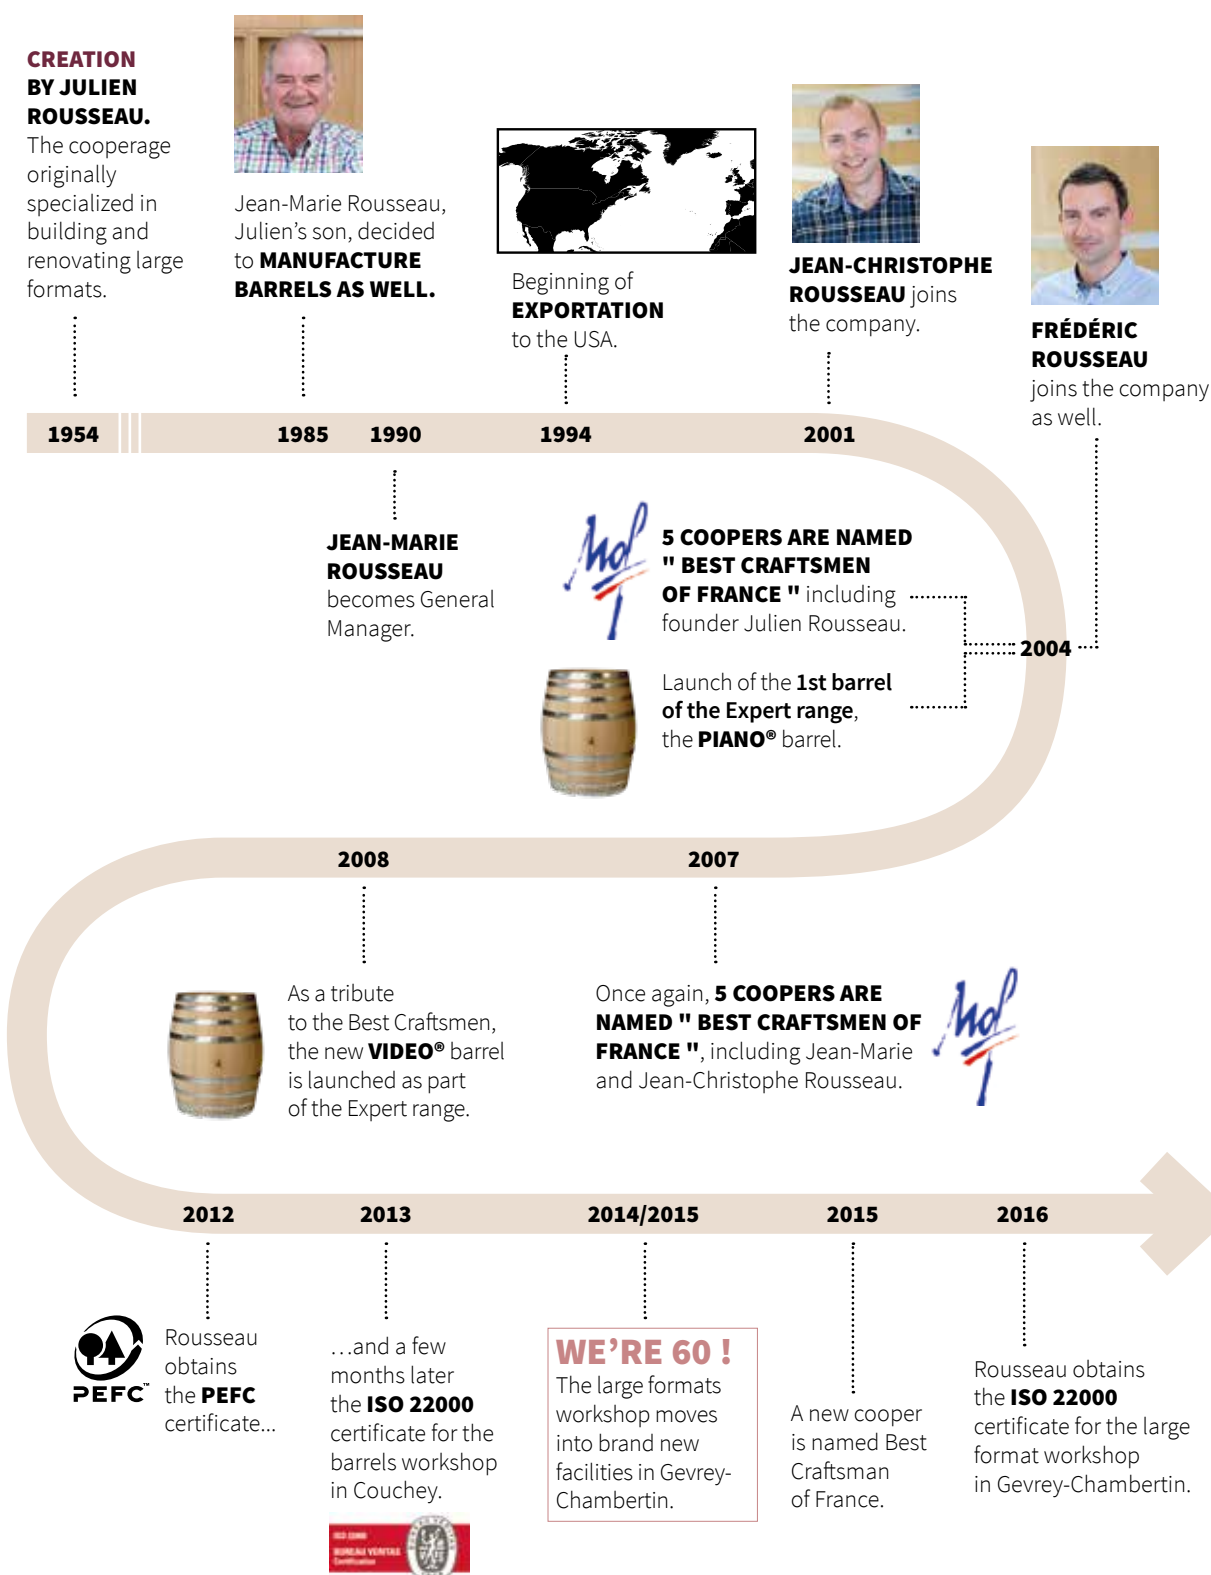 CREATION
BY JULIEN
ROUSSEAU.
The cooperage
originally
specialized in
building and
renovating large
formats.
Jean-Marie Rousseau,
Julien's son, decided
to MANUFACTURE
BARRELS AS WELL.
Beginning of
EXPORTATION
to the USA.
JEAN-CHRISTOPHE
ROUSSEAU joins
the company.
FRÉDÉRIC
ROUSSEAU
joins the company
as well.
1954
1985
1990
1994
2001
JEAN-MARIE
ROUSSEAU
becomes General
Manager.
5 COOPERS ARE NAMED
" BEST CRAFTSMEN
OF FRANCE " including
founder Julien Rousseau.
2004
Launch of the 1st barrel
of the Expert range,
the PIANO® barrel.
2008
2007
As a tribute
to the Best Craftsmen,
the new VIDEO® barrel
is launched as part
of the Expert range.
Once again, 5 COOPERS ARE
NAMED " BEST CRAFTSMEN OF
FRANCE ", including Jean-Marie
and Jean-Christophe Rousseau.
2012
2013
2014/2015
2015
2016
PEFC™
Rousseau
obtains
the PEFC
certificate...
…and a few
months later
the ISO 22000
certificate for the
barrels workshop
in Couchey.
ISO 22000
BUREAU VERITAS
Certification
WE'RE 60 !
The large formats
workshop moves
into brand new
facilities in Gevrey-
Chambertin.
A new cooper
is named Best
Craftsman
of France.
Rousseau obtains
the ISO 22000
certificate for the large
format workshop
in Gevrey-Chambertin.